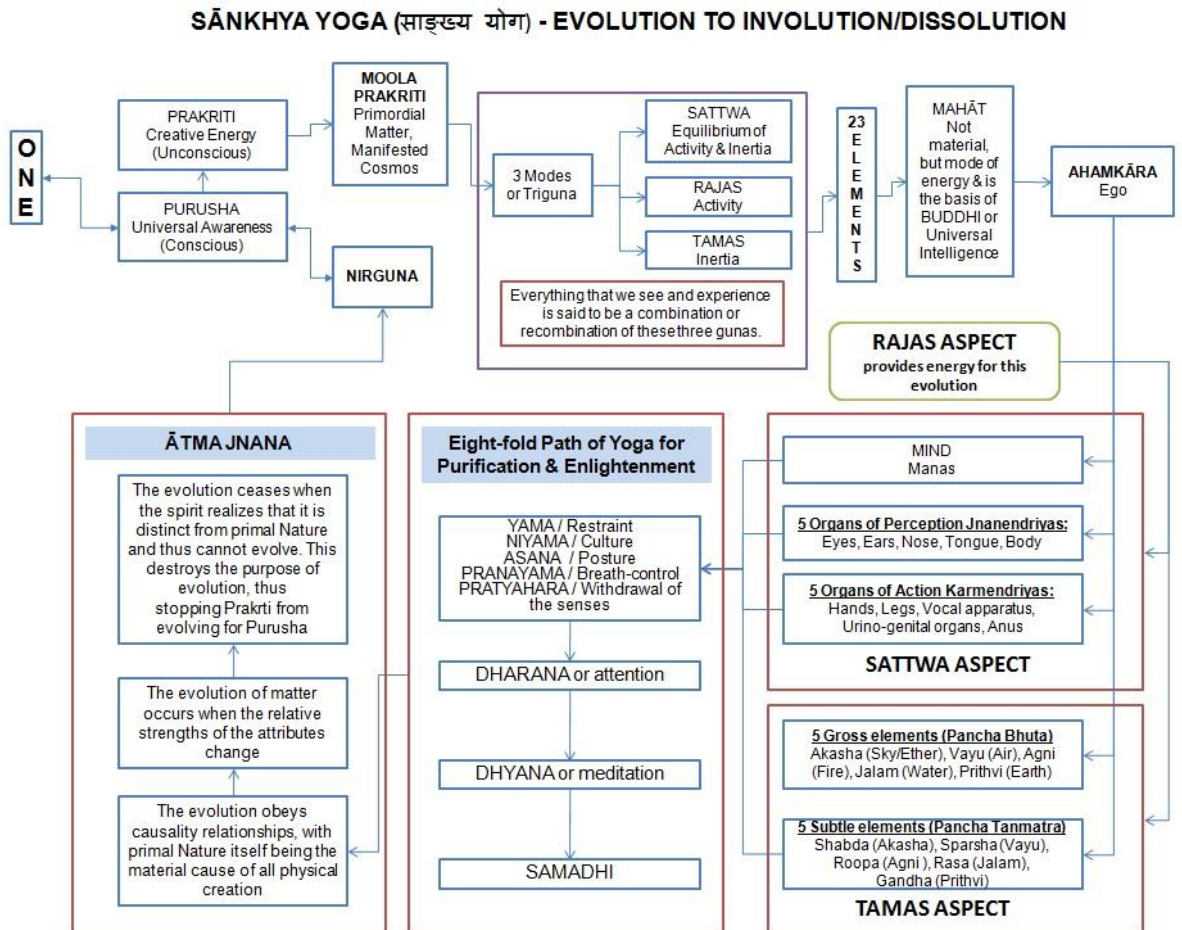 SĀNKHYA YOGA (साङ्ख्य योग) - EVOLUTION TO INVOLUTION/DISSOLUTION
ONE
PRAKRITI
Creative Energy
(Unconscious)
PURUSHA
Universal Awareness
(Conscious)
MOOLA
PRAKRITI
Primordial
Matter,
Manifested
Cosmos
NIRGUNA
3 Modes
or Triguna
SATTWA
Equilibrium of
Activity & Inertia
RAJAS
Activity
TAMAS
Inertia
Everything that we see and experience
is said to be a combination or
recombination of these three gunas.
23
ELEMENTS
MAHĀT
Not
material,
but mode of
energy & is
the basis of
BUDDHI or
Universal
Intelligence
AHAMKĀRA
Ego
RAJAS ASPECT
provides energy for this
evolution
ĀTMA JNANA
The evolution ceases when
the spirit realizes that it is
distinct from primal Nature
and thus cannot evolve. This
destroys the purpose of
evolution, thus
stopping Prakrti from
evolving for Purusha
The evolution of matter
occurs when the relative
strengths of the attributes
change
The evolution obeys
causality relationships, with
primal Nature itself being the
material cause of all physical
creation
Eight-fold Path of Yoga for
Purification & Enlightenment
YAMA / Restraint
NIYAMA / Culture
ASANA / Posture
PRANAYAMA / Breath-control
PRATYAHARA / Withdrawal of
the senses
DHARANA or attention
DHYANA or meditation
SAMADHI
MIND
Manas
5 Organs of Perception Jnanendriyas:
Eyes, Ears, Nose, Tongue, Body
5 Organs of Action Karmendriyas:
Hands, Legs, Vocal apparatus,
Urino-genital organs, Anus
SATTWA ASPECT
5 Gross elements (Pancha Bhuta)
Akasha (Sky/Ether), Vayu (Air), Agni
(Fire), Jalam (Water), Prithvi (Earth)
5 Subtle elements (Pancha Tanmatra)
Shabda (Akasha), Sparsha (Vayu),
Roopa (Agni ), Rasa (Jalam),
Gandha (Prithvi)
TAMAS ASPECT